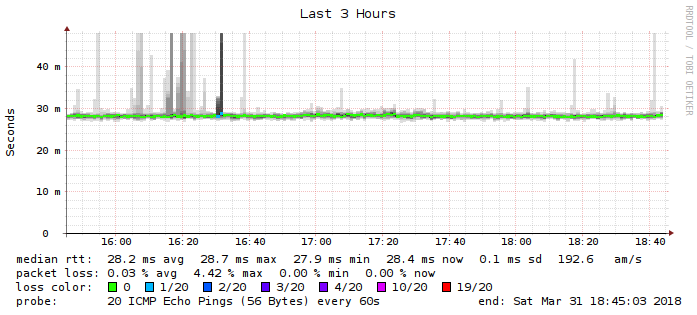 Last 3 Hours
RRDTOOL / TOBI OETIKER
Seconds
40 m
30 m
20 m
10 m
0
16:00 16:20 16:40 17:00 17:20 17:40 18:00 18:20 18:40
median rtt: 28.2 ms avg 28.7 ms max 27.9 ms min 28.4 ms now 0.1 ms sd 192.6 am/s
packet loss: 0.03 % avg 4.42 % max 0.00 % min 0.00 % now
loss color: 0 1/20 2/20 3/20 4/20 10/20 19/20
probe: 20 ICMP Echo Pings (56 Bytes) every 60s end: Sat Mar 31 18:45:03 2018